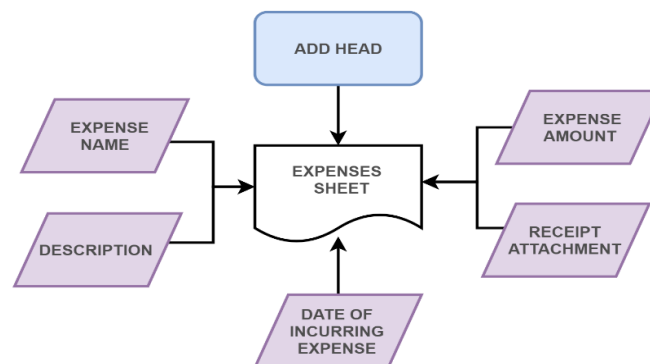 ADD HEAD
EXPENSE
NAME
EXPENSE
AMOUNT
EXPENSES
SHEET
DESCRIPTION
RECEIPT
ATTACHMENT
DATE OF
INCURRING
EXPENSE